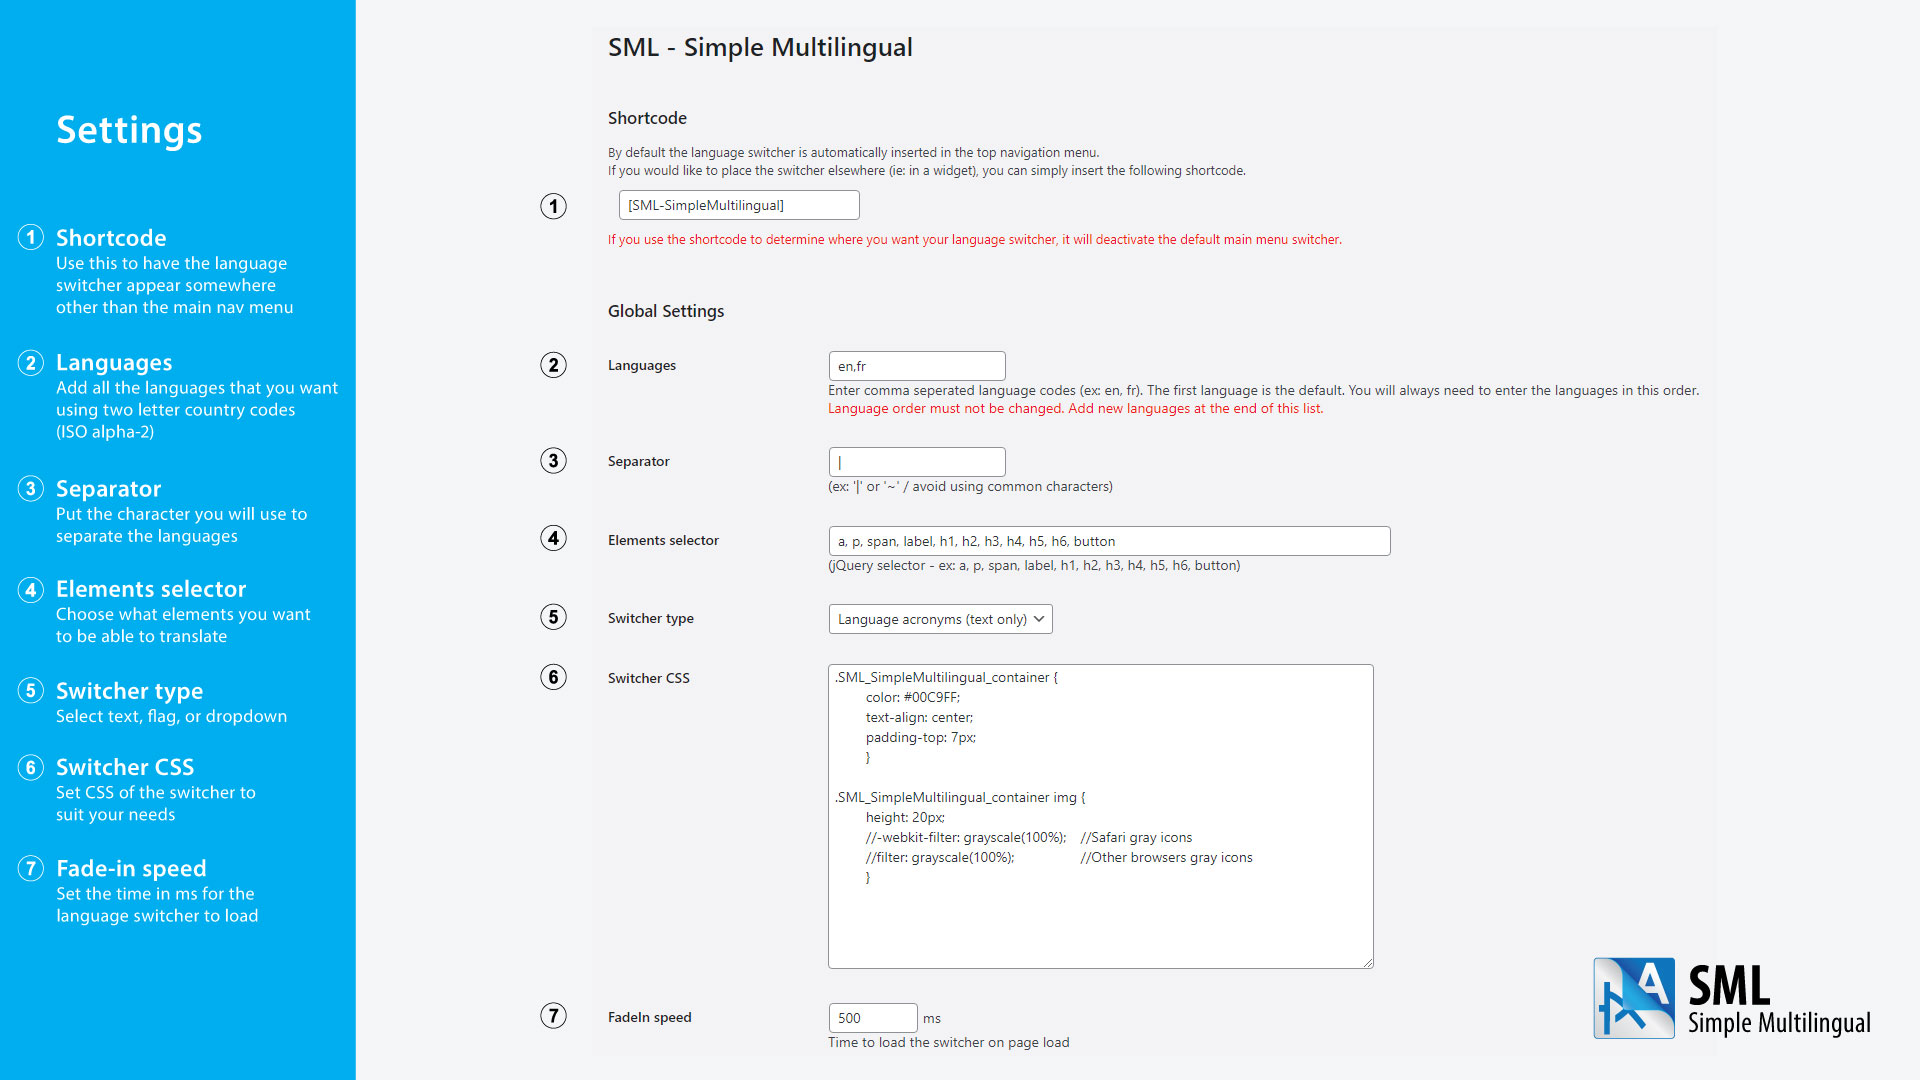 Settings
1 Shortcode
Use this to have the language
switcher appear somewhere
other than the main nav menu
2 Languages
Add all the languages that you want
using two letter country codes
(ISO alpha-2)
3 Separator
Put the character you will use to
separate the languages
4 Elements selector
Choose what elements you want
to be able to translate
5 Switcher type
Select text, flag, or dropdown
6 Switcher CSS
Set CSS of the switcher to
suit your needs
7 Fade-in speed
Set the time in ms for the
language switcher to load
SML - Simple Multilingual
Shortcode
By default the language switcher is automatically inserted in the top navigation menu.
If you would like to place the switcher elsewhere (ie: in a widget), you can simply insert the following shortcode.
1 [SML-SimpleMultilingual]
If you use the shortcode to determine where you want your language switcher, it will deactivate the default main menu switcher.
Global Settings
2 Languages en,fr
Enter comma seperated language codes (ex: en, fr). The first language is the default. You will always need to enter the languages in this order.
Language order must not be changed. Add new languages at the end of this list.
3 Separator |
(ex: '|' or '~' / avoid using common characters)
4 Elements selector a, p, span, label, h1, h2, h3, h4, h5, h6, button
(jQuery selector - ex: a, p, span, label, h1, h2, h3, h4, h5, h6, button)
5 Switcher type Language acronyms (text only)
6 Switcher CSS .SML_SimpleMultilingual_container {
color: #00C9FF;
text-align: center;
padding-top: 7px;
}
.SML_SimpleMultilingual_container img {
height: 20px;
//-webkit-filter: grayscale(100%); //Safari gray icons
//filter: grayscale(100%); //Other browsers gray icons
}
7 FadeIn speed 500 ms
Time to load the switcher on page load
A SML
Simple Multilingual